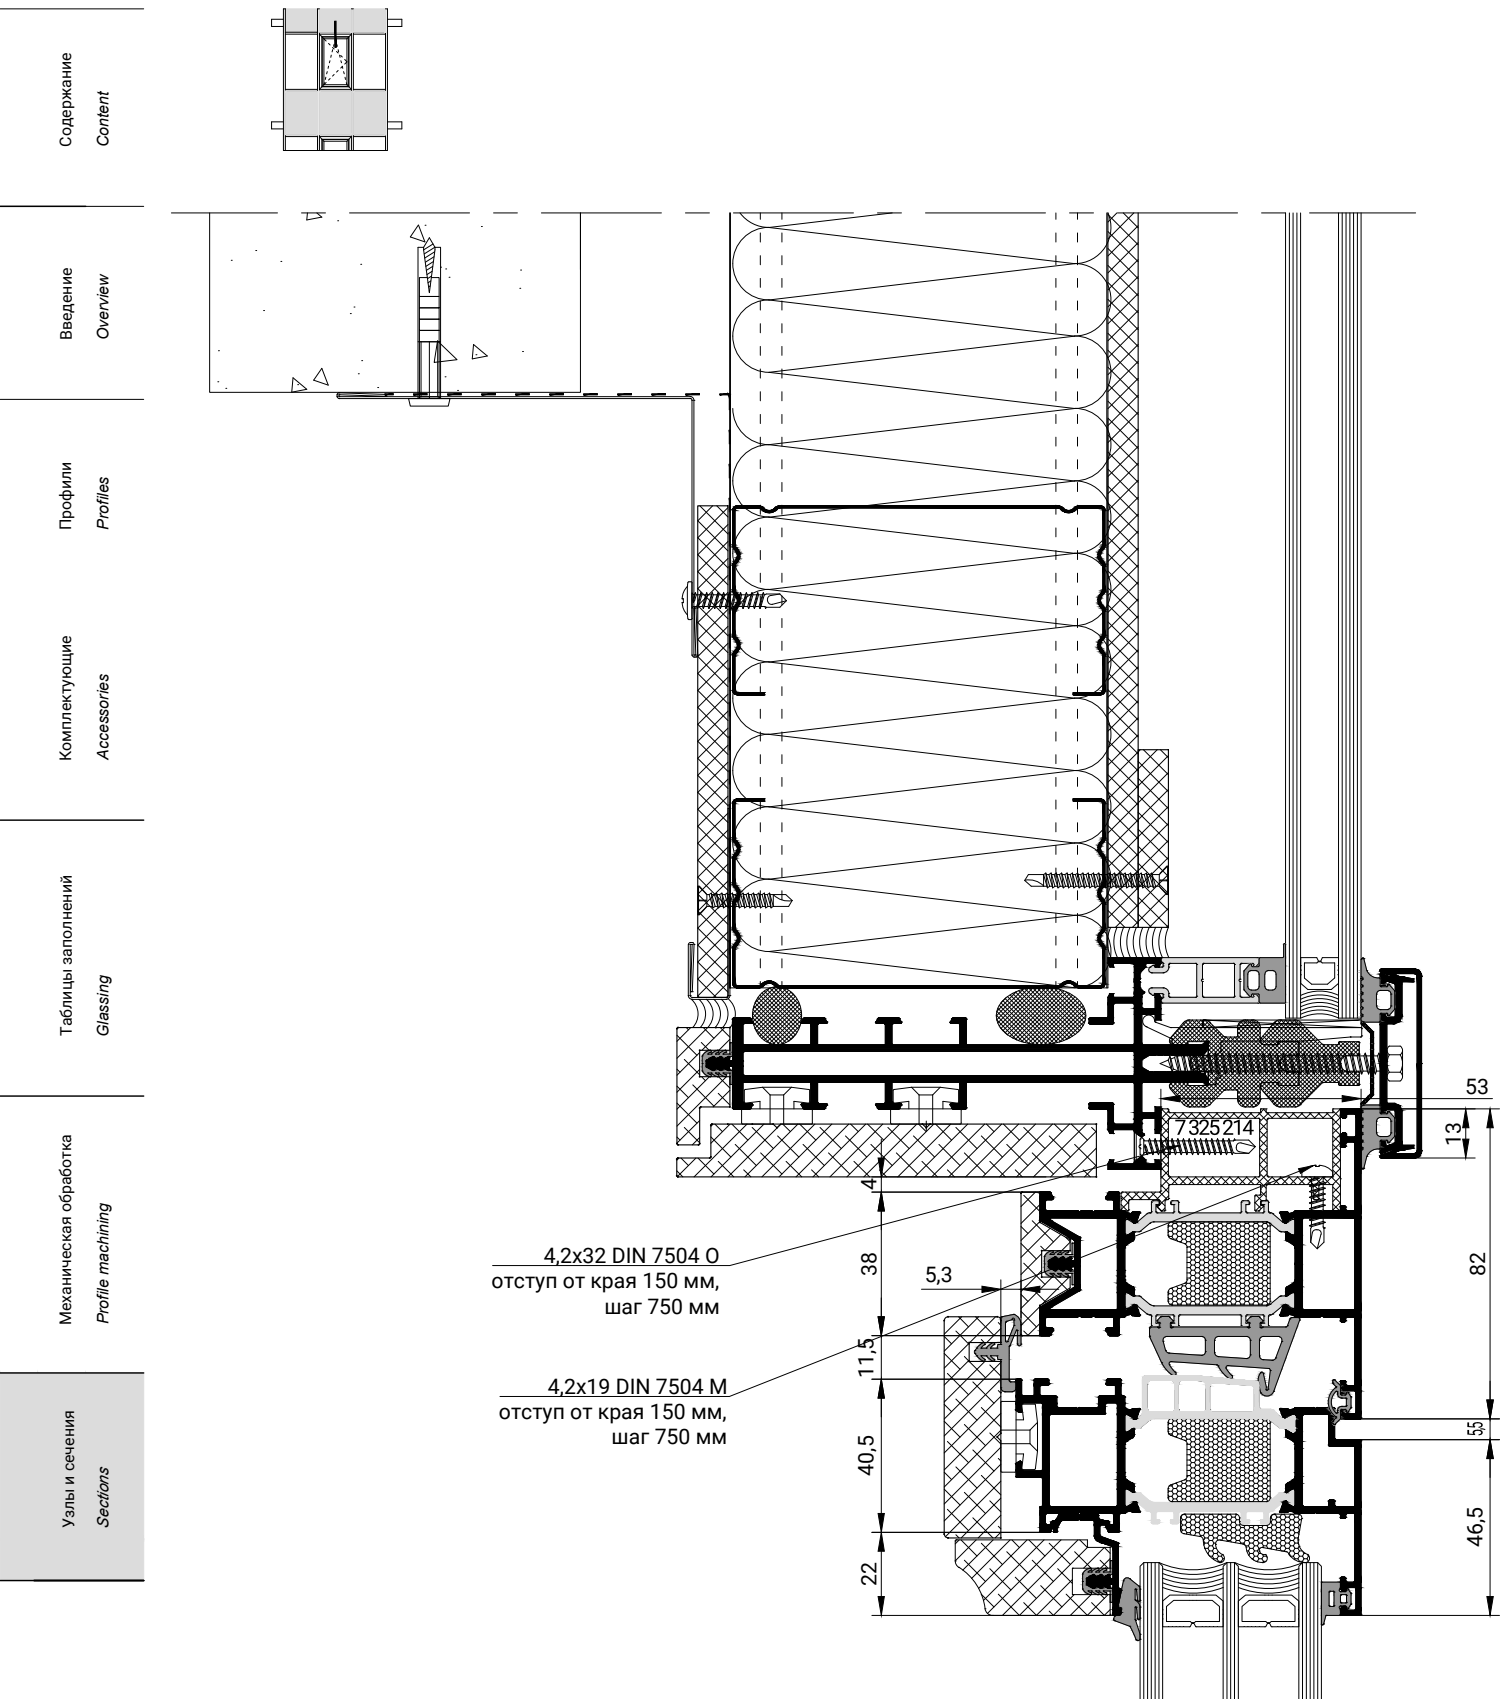 Содержание
Content
Введение
Overview
Профили
Profiles
Комплектующие
Accessories
Таблицы заполнений
Glassing
Механическая обработка
Profile machining
Узлы и сечения
Sections
53
13
7325214
4
4,2x32 DIN 7504 O
отступ от края 150 мм,
шаг 750 мм
38
5,3
82
11,5
4,2x19 DIN 7504 M
отступ от края 150 мм,
шаг 750 мм
40,5
5,5
46,5
22